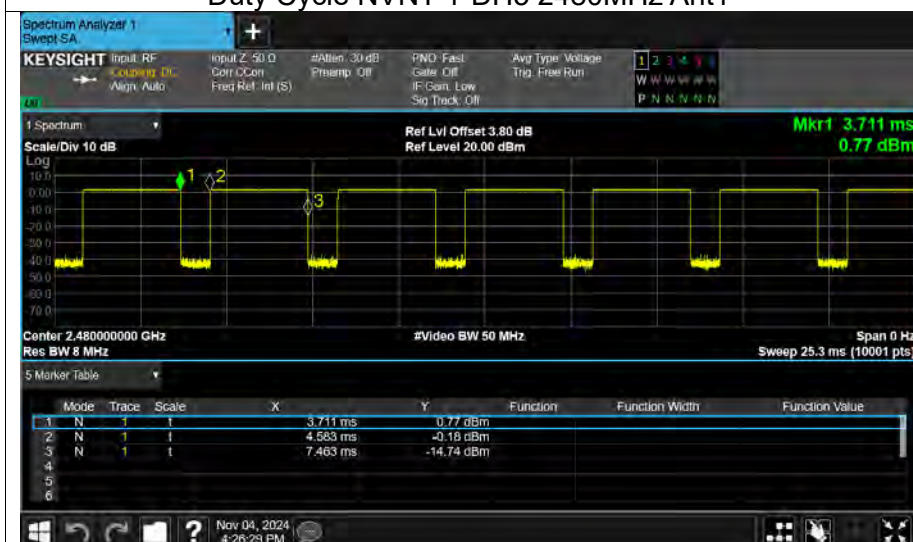 Duty Cycle NVNT 1-DH5 2480MHz Ant1
Spectrum Analyzer 1
Swept SA
+
KEYSIGHT Input: RF
Coupling: DC
Align: Auto
Input Z: 50 Ω
Corr CCorr
Freq Ref: Int (S)
#Atten: 30 dB
Preamp: Off
PNO: Fast
Gate: Off
IF Gain: Low
Sig Track: Off
Avg Type: Voltage
Trig: Free Run
1 2 3 4 5 6
W W W W W W
P N N N N N
1 Spectrum
Scale/Div 10 dB
Ref Lvl Offset 3.80 dB
Ref Level 20.00 dBm
Mkr1 3.711 ms
0.77 dBm
Log
10.0
0.00
-10.0
-20.0
-30.0
-40.0
-50.0
-60.0
-70.0
1
2
3
Center 2.480000000 GHz
Res BW 8 MHz
#Video BW 50 MHz
Span 0 Hz
Sweep 25.3 ms (10001 pts)
5 Marker Table
Mode Trace Scale X Y Function Function Width Function Value
1 N 1 t 3.711 ms 0.77 dBm
2 N 1 t 4.583 ms -0.18 dBm
3 N 1 t 7.463 ms -14.74 dBm
4
5
6
?
Nov 04, 2024
4:26:29 PM